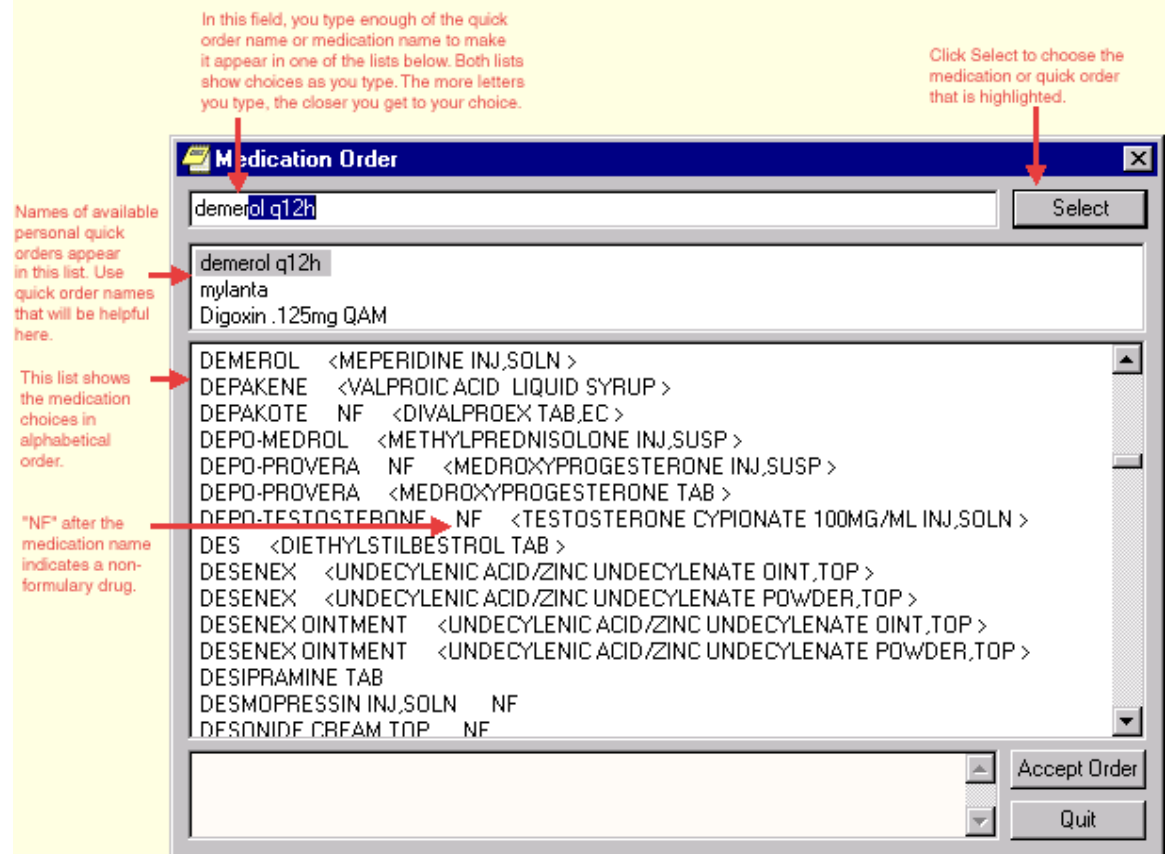 In this field, you type enough of the quick
order name or medication name to make
it appear in one of the lists below. Both lists
show choices as you type. The more letters
you type, the closer you get to your choice.
Click Select to choose the
medication or quick order
that is highlighted.
Medication Order
demerol q12h
Select
Names of available
personal quick
orders appear
in this list. Use
quick order names
that will be helpful
here.
demerol q12h
mylanta
Digoxin .125mg QAM
This list shows
the medication
choices in
alphabetical
order.
"NF" after the
medication name
indicates a non-
formulary drug.
DEMEROL <MEPERIDINE INJ,SOLN >
DEPAKENE <VALPROIC ACID LIQUID SYRUP >
DEPAKOTE NF <DIVALPROEX TAB,EC >
DEPO-MEDROL <METHYLPREDNISOLONE INJ,SUSP >
DEPO-PROVERA NF <MEDROXYPROGESTERONE INJ,SUSP >
DEPO-PROVERA <MEDROXYPROGESTERONE TAB >
DEPO-TESTOSTERONE NF <TESTOSTERONE CYPIONATE 100MG/ML INJ,SOLN >
DES <DIETHYLSTILBESTROL TAB >
DESENEX <UNDECYLENIC ACID/ZINC UNDECYLENATE OINT,TOP >
DESENEX <UNDECYLENIC ACID/ZINC UNDECYLENATE POWDER,TOP >
DESENEX OINTMENT <UNDECYLENIC ACID/ZINC UNDECYLENATE OINT,TOP >
DESENEX OINTMENT <UNDECYLENIC ACID/ZINC UNDECYLENATE POWDER,TOP >
DESIPRAMINE TAB
DESMOPRESSIN INJ,SOLN NF
DESONIDE CREAM,TOP NF
Accept Order
Quit